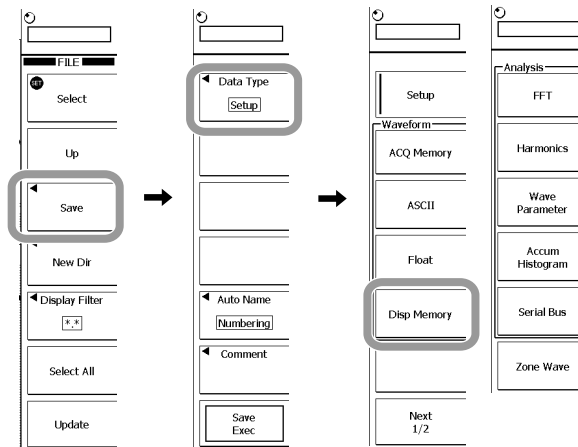 FILE
SET
Select
Up
Save
New Dir
Display Filter
*.*
Select All
Update
Data Type
Setup
Auto Name
Numbering
Comment
Save
Exec
Setup
Waveform
ACQ Memory
ASCII
Float
Disp Memory
Next
1/2
Analysis
FFT
Harmonics
Wave
Parameter
Accum
Histogram
Serial Bus
Zone Wave